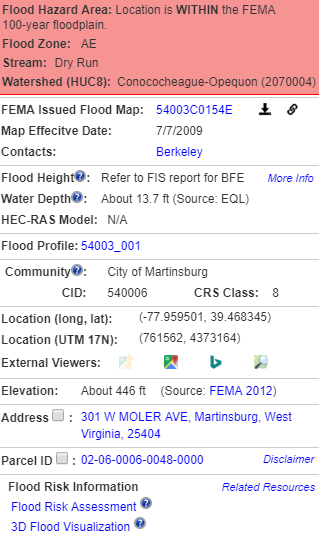 Flood Hazard Area: Location is WITHIN the FEMA
100-year floodplain.
Flood Zone: AE
Stream: Dry Run
Watershed (HUC8): Conococheague-Opequon (2070004)
FEMA Issued Flood Map: 54003C0154E
Map Effecitve Date: 7/7/2009
Contacts: Berkeley
Flood Height?: Refer to FIS report for BFE More Info
Water Depth?: About 13.7 ft (Source: EQL)
HEC-RAS Model: N/A
Flood Profile: 54003_001
Community?: City of Martinsburg
CID: 540006 CRS Class: 8
Location (long, lat): (-77.959501, 39.468345)
Location (UTM 17N): (761562, 4373164)
External Viewers:
Elevation: About 446 ft (Source: FEMA 2012)
Address : 301 W MOLER AVE, Martinsburg, West
Virginia, 25404
Parcel ID : 02-06-0006-0048-0000 Disclaimer
Flood Risk Information Related Resources
Flood Risk Assessment ?
3D Flood Visualization ?